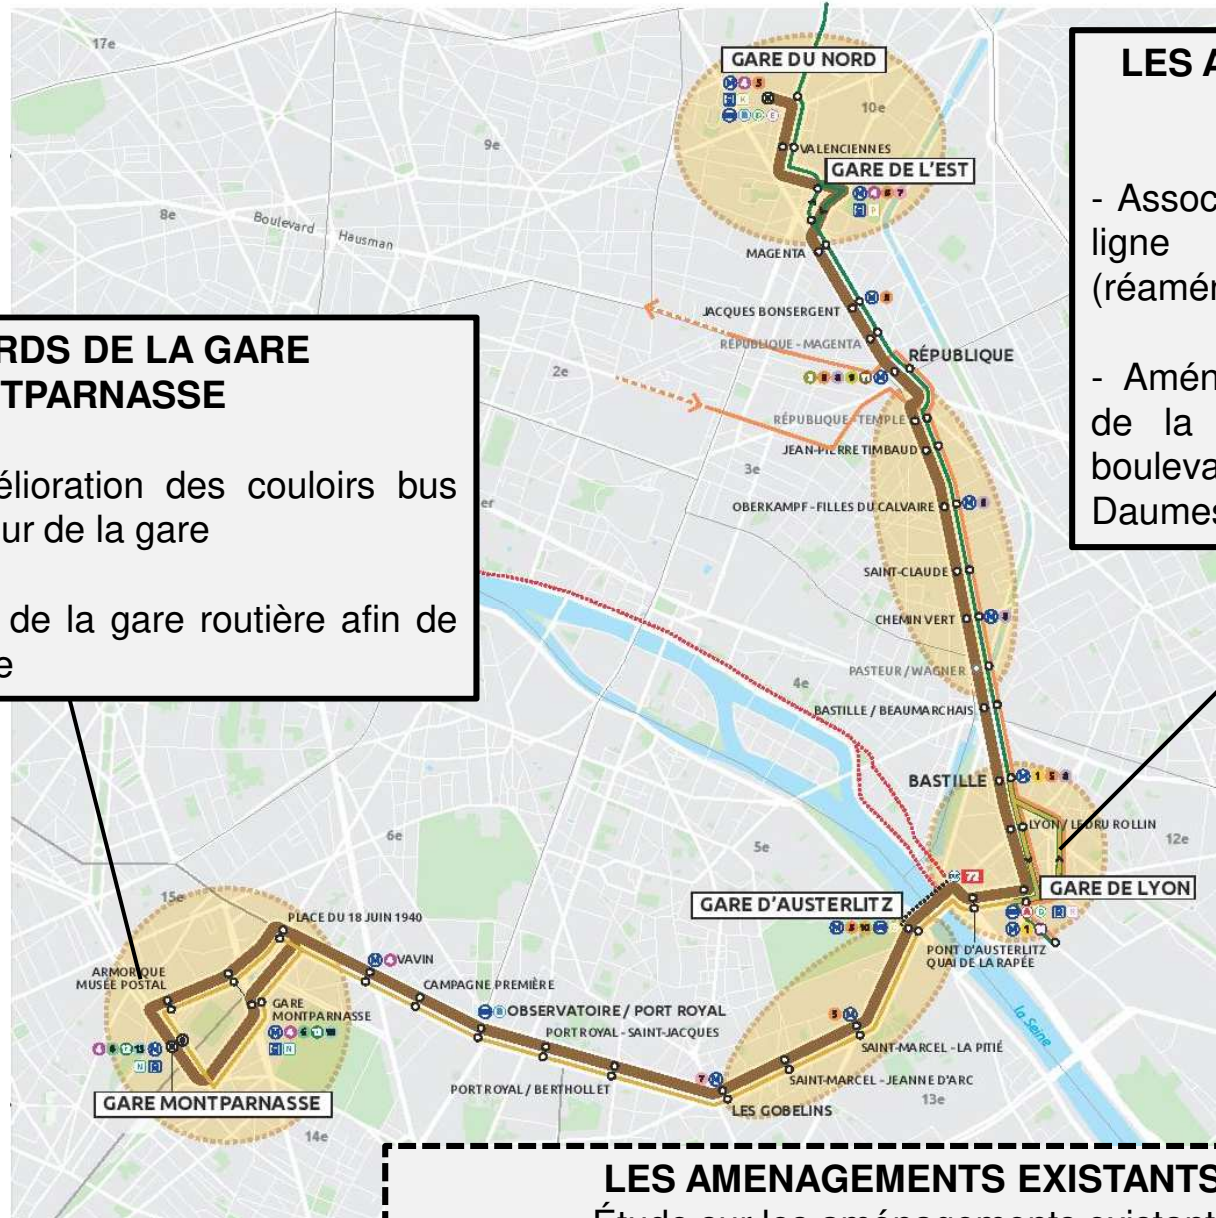 17e
GARE DU NORD
10e
9e
VALENCIENNES
GARE DE L'EST
8e
Boulevard Hausman
MAGENTA
JACQUES BONSERGENT
RÉPUBLIQUE - MAGENTA
RÉPUBLIQUE
2e
RÉPUBLIQUE - TEMPLE
JEAN-PIERRE TIMBAUD
3e
OBERKAMPF - FILLES DU CALVAIRE
SAINT-CLAUDE
CHEMIN VERT
PASTEUR / WAGNER
4e
BASTILLE / BEAUMARCHAIS
BASTILLE
LYON / LEDRU ROLLIN
12e
6e
5e
72
GARE DE LYON
GARE D'AUSTERLITZ
PONT D'AUSTERLITZ
QUAI DE LA RAPÉE
la Seine
15e
PLACE DU 18 JUIN 1940
VAVIN
ARMORIQUE
MUSÉE POSTAL
CAMPAGNE PREMIÈRE
GARE
MONTPARNASSE
OBSERVATOIRE / PORT ROYAL
PORT ROYAL - SAINT-JACQUES
SAINT-MARCEL - LA PITIÉ
SAINT-MARCEL - JEANNE D'ARC
PORT ROYAL / BERTHOLLET
13e
LES GOBELINS
GARE MONTPARNASSE
14e
RDS DE LA GARE
TPARNASSE
élioration des couloirs bus
ur de la gare
de la gare routière afin de
e
LES A
- Assoc
ligne
(réamén
- Amén
de la
bouleva
Daumes
LES AMENAGEMENTS EXISTANTS
Étude sur les aménagements existant